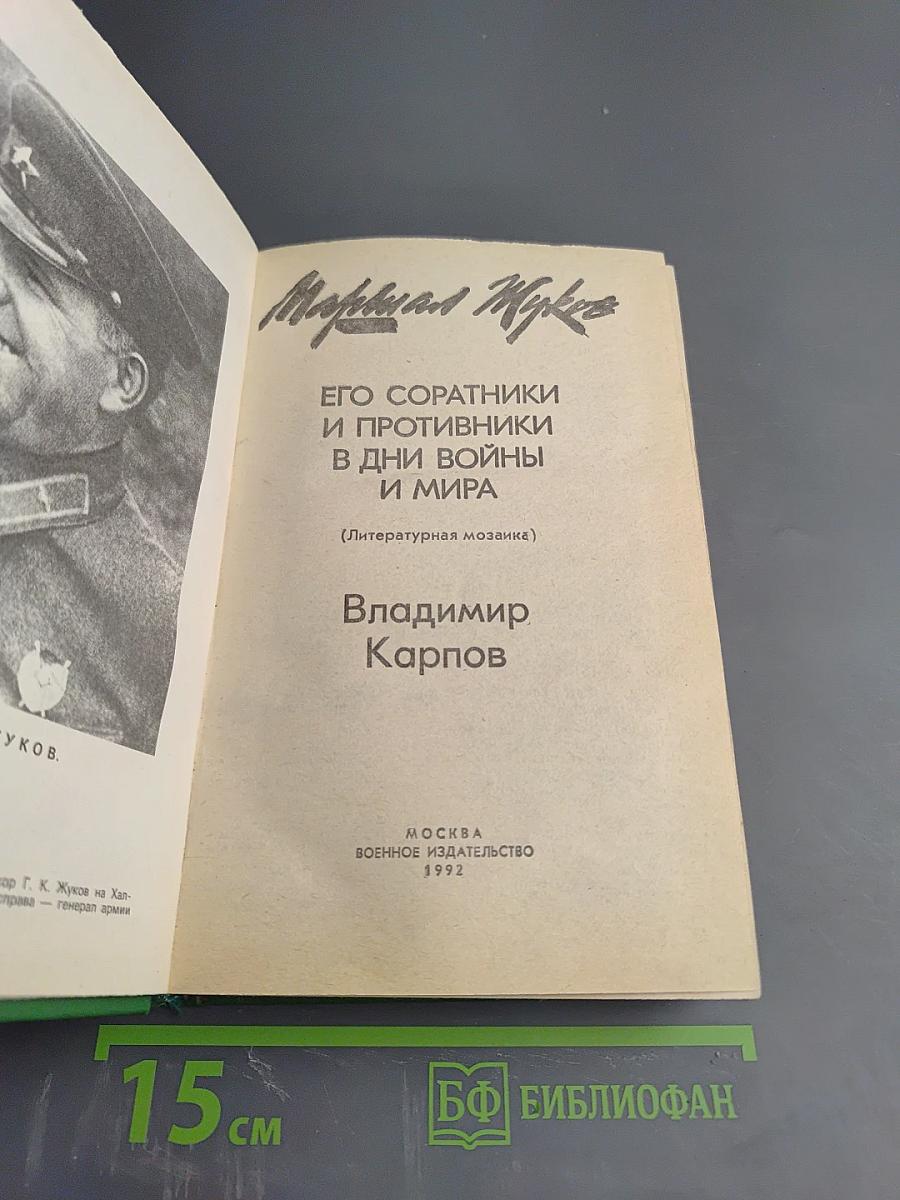 Маршал Жуков
ЕГО СОРАТНИКИ
И ПРОТИВНИКИ
В ДНИ ВОЙНЫ
И МИРА
(Литературная мозаика)
Владимир
Карпов
МОСКВА
ВОЕННОЕ ИЗДАТЕЛЬСТВО
1992
УКОВ.
Г. К. Жуков на Хал-
справа — генерал армии
15 см
БФ БИБЛИОФАН